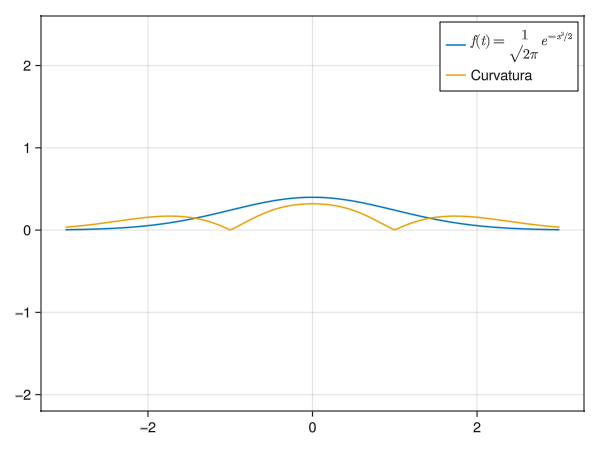 f(t) = 1/√2π e^{-x²/2}
Curvatura
2
1
0
−1
−2
−2 0 2